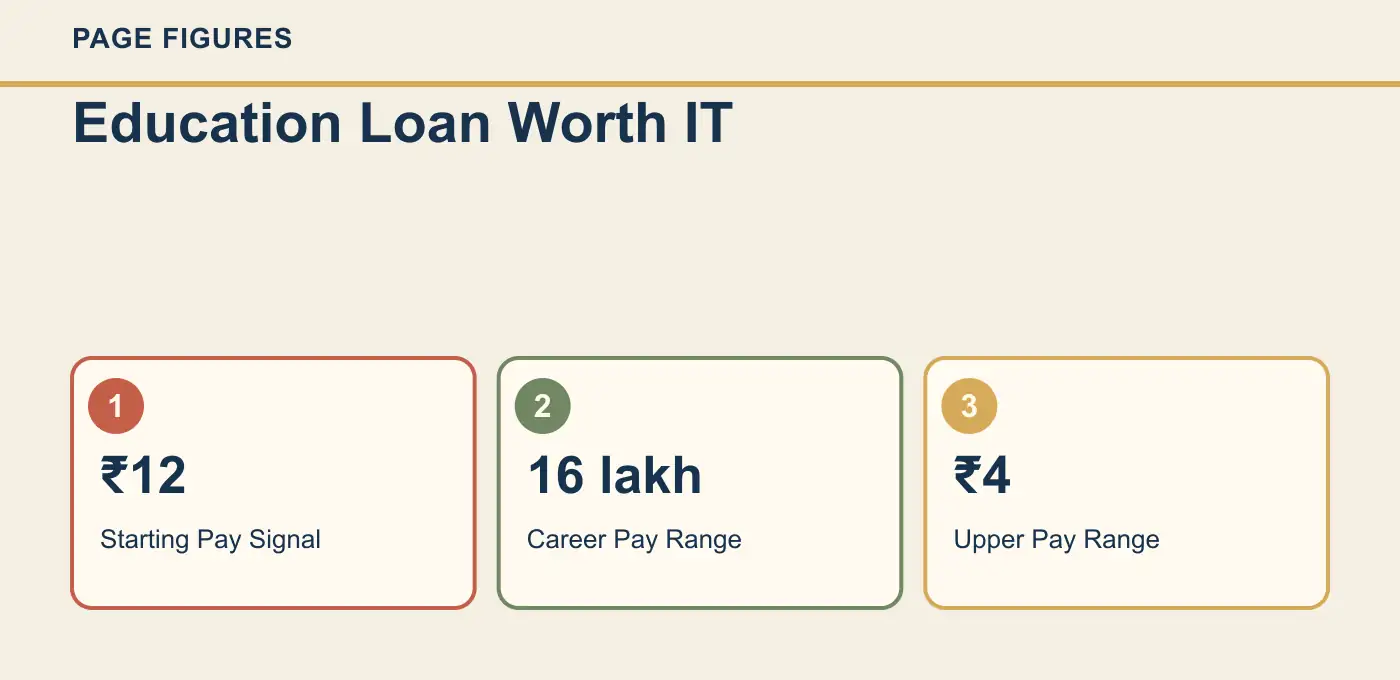 PAGE FIGURES
Education Loan Worth IT
1
₹12
Starting Pay Signal
2
16 lakh
Career Pay Range
3
₹4
Upper Pay Range